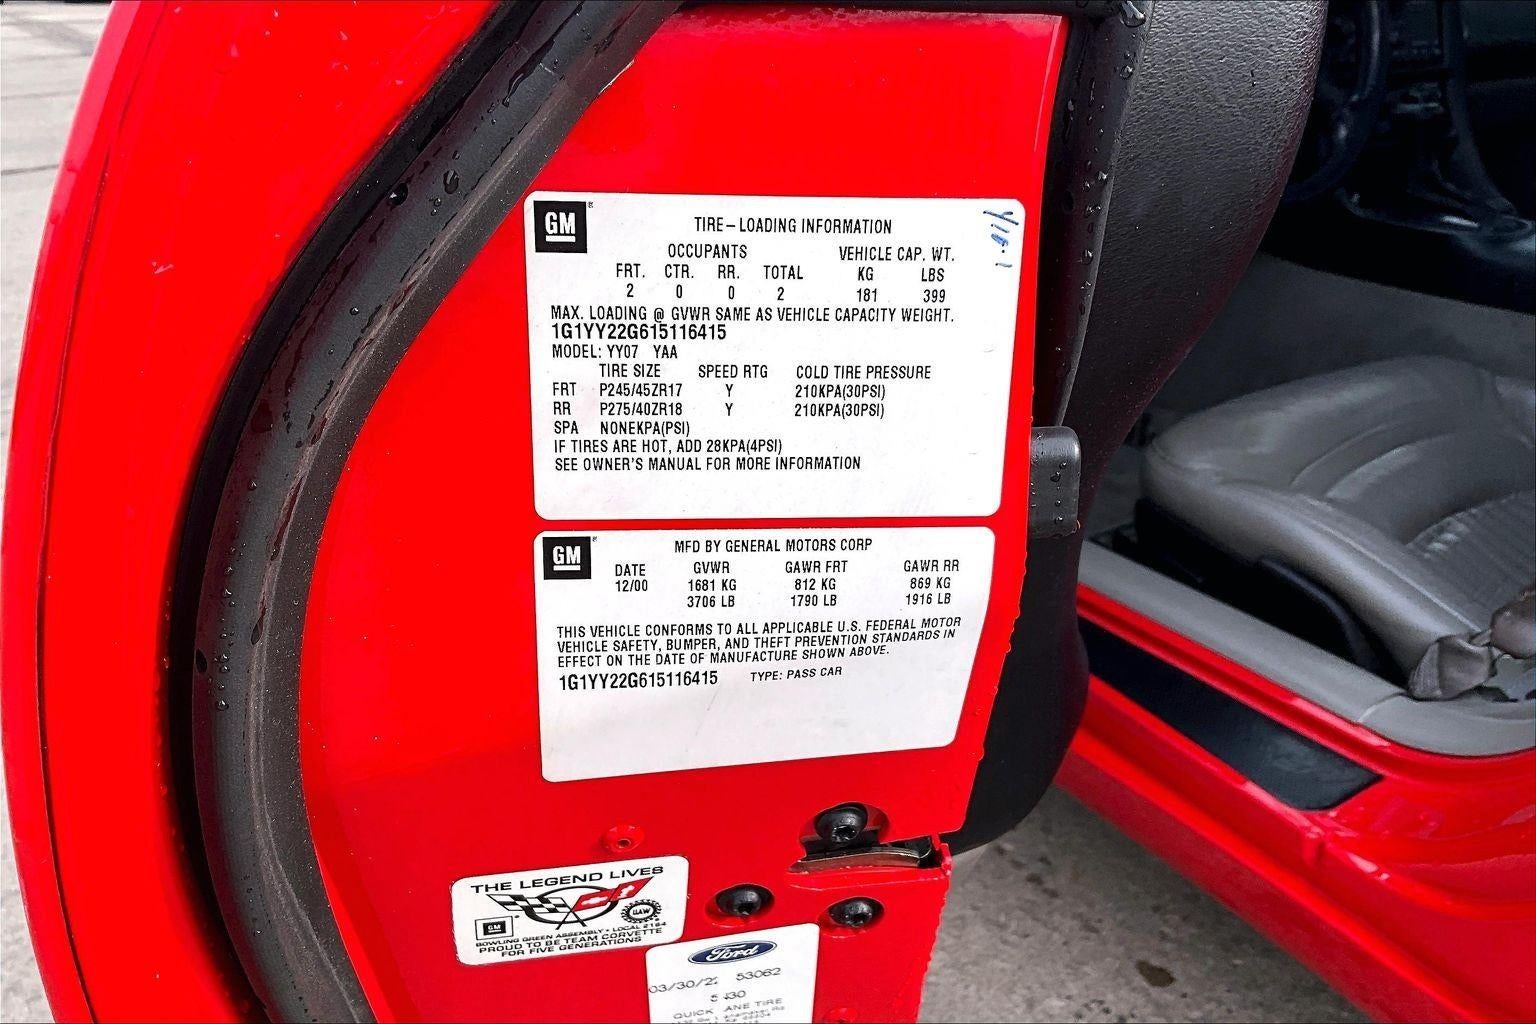 GM
TIRE–LOADING INFORMATION
OCCUPANTS VEHICLE CAP. WT.
FRT. CTR. RR. TOTAL KG LBS
2 0 0 2 181 399
MAX. LOADING @ GVWR SAME AS VEHICLE CAPACITY WEIGHT.
1G1YY22G615116415
MODEL: YY07 YAA
TIRE SIZE SPEED RTG COLD TIRE PRESSURE
FRT P245/45ZR17 Y 210KPA(30PSI)
RR P275/40ZR18 Y 210KPA(30PSI)
SPA NONEKPA(PSI)
IF TIRES ARE HOT, ADD 28KPA(4PSI)
SEE OWNER'S MANUAL FOR MORE INFORMATION
GM
MFD BY GENERAL MOTORS CORP
DATE GVWR GAWR FRT GAWR RR
12/00 1681 KG 812 KG 869 KG
3706 LB 1790 LB 1916 LB
THIS VEHICLE CONFORMS TO ALL APPLICABLE U.S. FEDERAL MOTOR
VEHICLE SAFETY, BUMPER, AND THEFT PREVENTION STANDARDS IN
EFFECT ON THE DATE OF MANUFACTURE SHOWN ABOVE.
1G1YY22G615116415 TYPE: PASS CAR
THE LEGEND LIVES
GM UAW
BOWLING GREEN ASSEMBLY • LOCAL 2164
PROUD TO BE TEAM CORVETTE
FOR FIVE GENERATIONS
Ford
53062
QUICK LANE TIRE